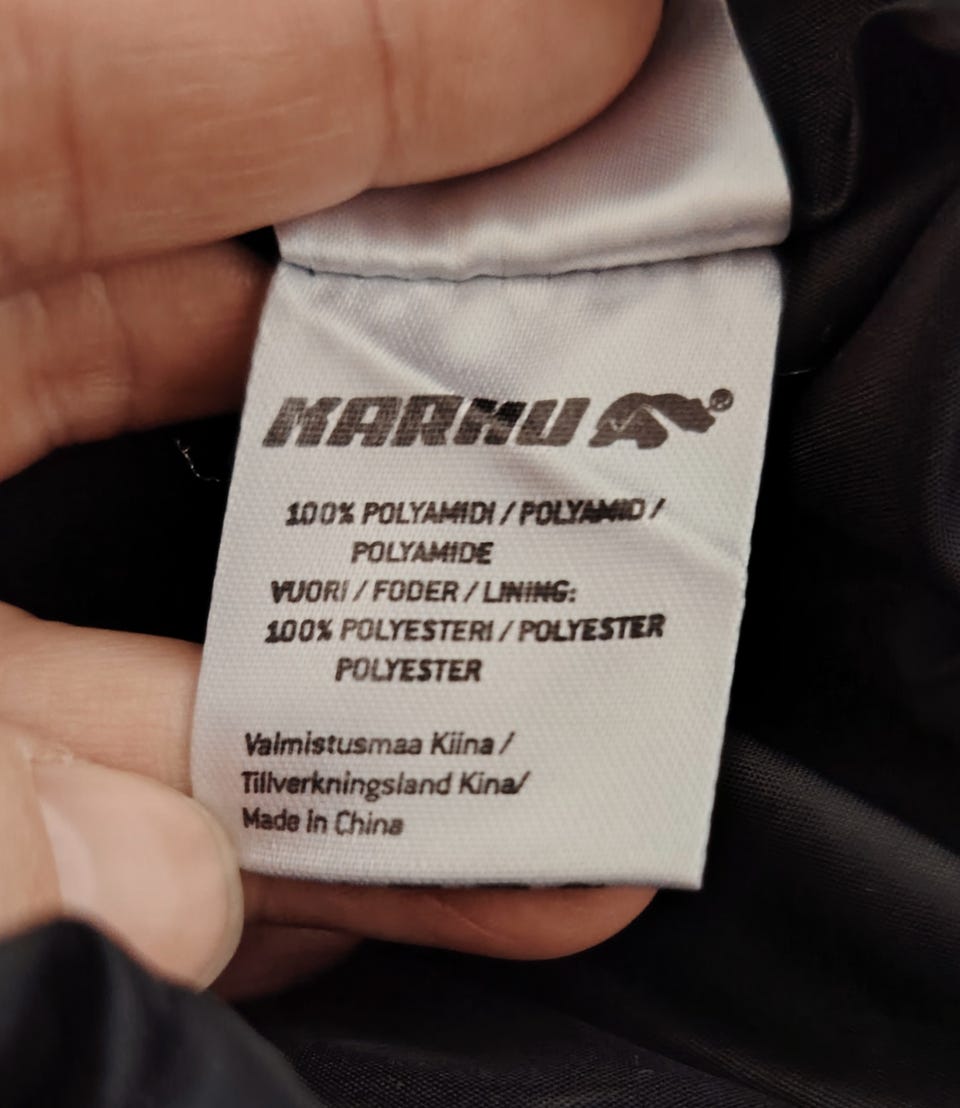 KARHU ®
100% POLYAMIDI / POLYAMID /
POLYAMIDE
VUORI / FODER / LINING:
100% POLYESTERI / POLYESTER
POLYESTER
Valmistusmaa Kiina /
Tillverkningsland Kina/
Made in China